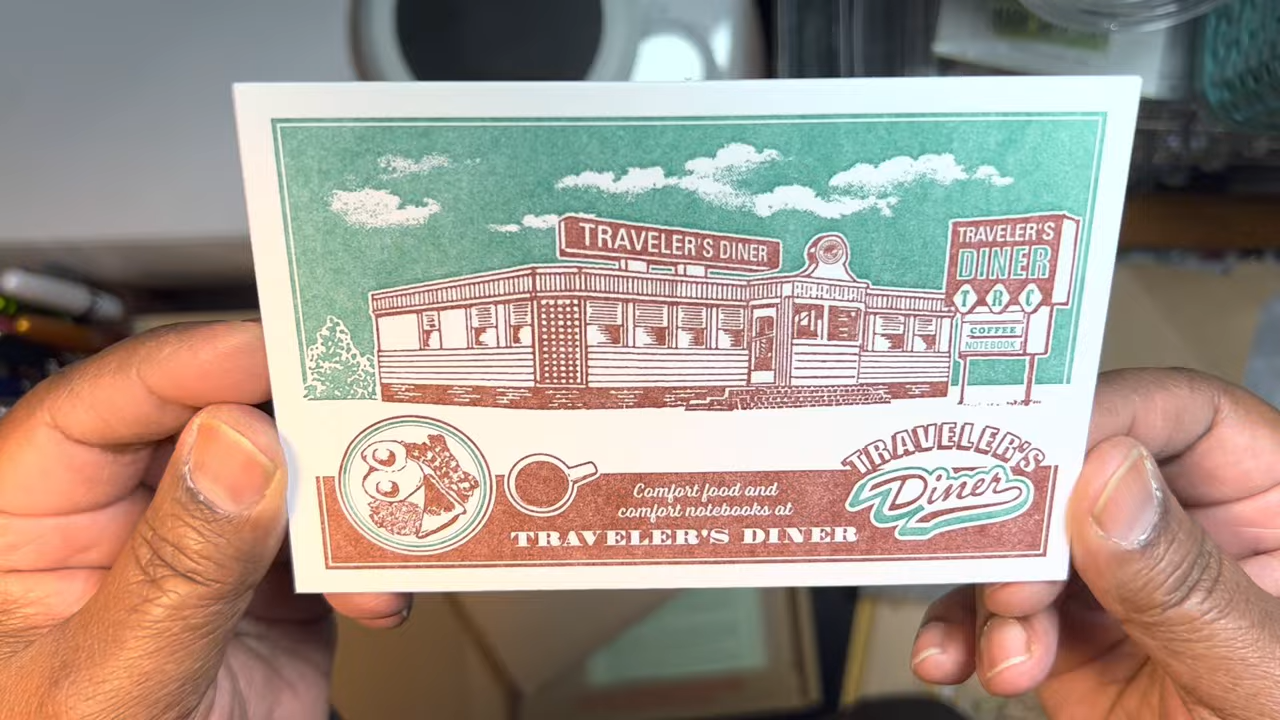 TRAVELER'S DINER
TRAVELER'S
DINER
T R C
COFFEE
NOTEBOOK
TRAVELER'S
Diner
Comfort food and
comfort notebooks at
TRAVELER'S DINER